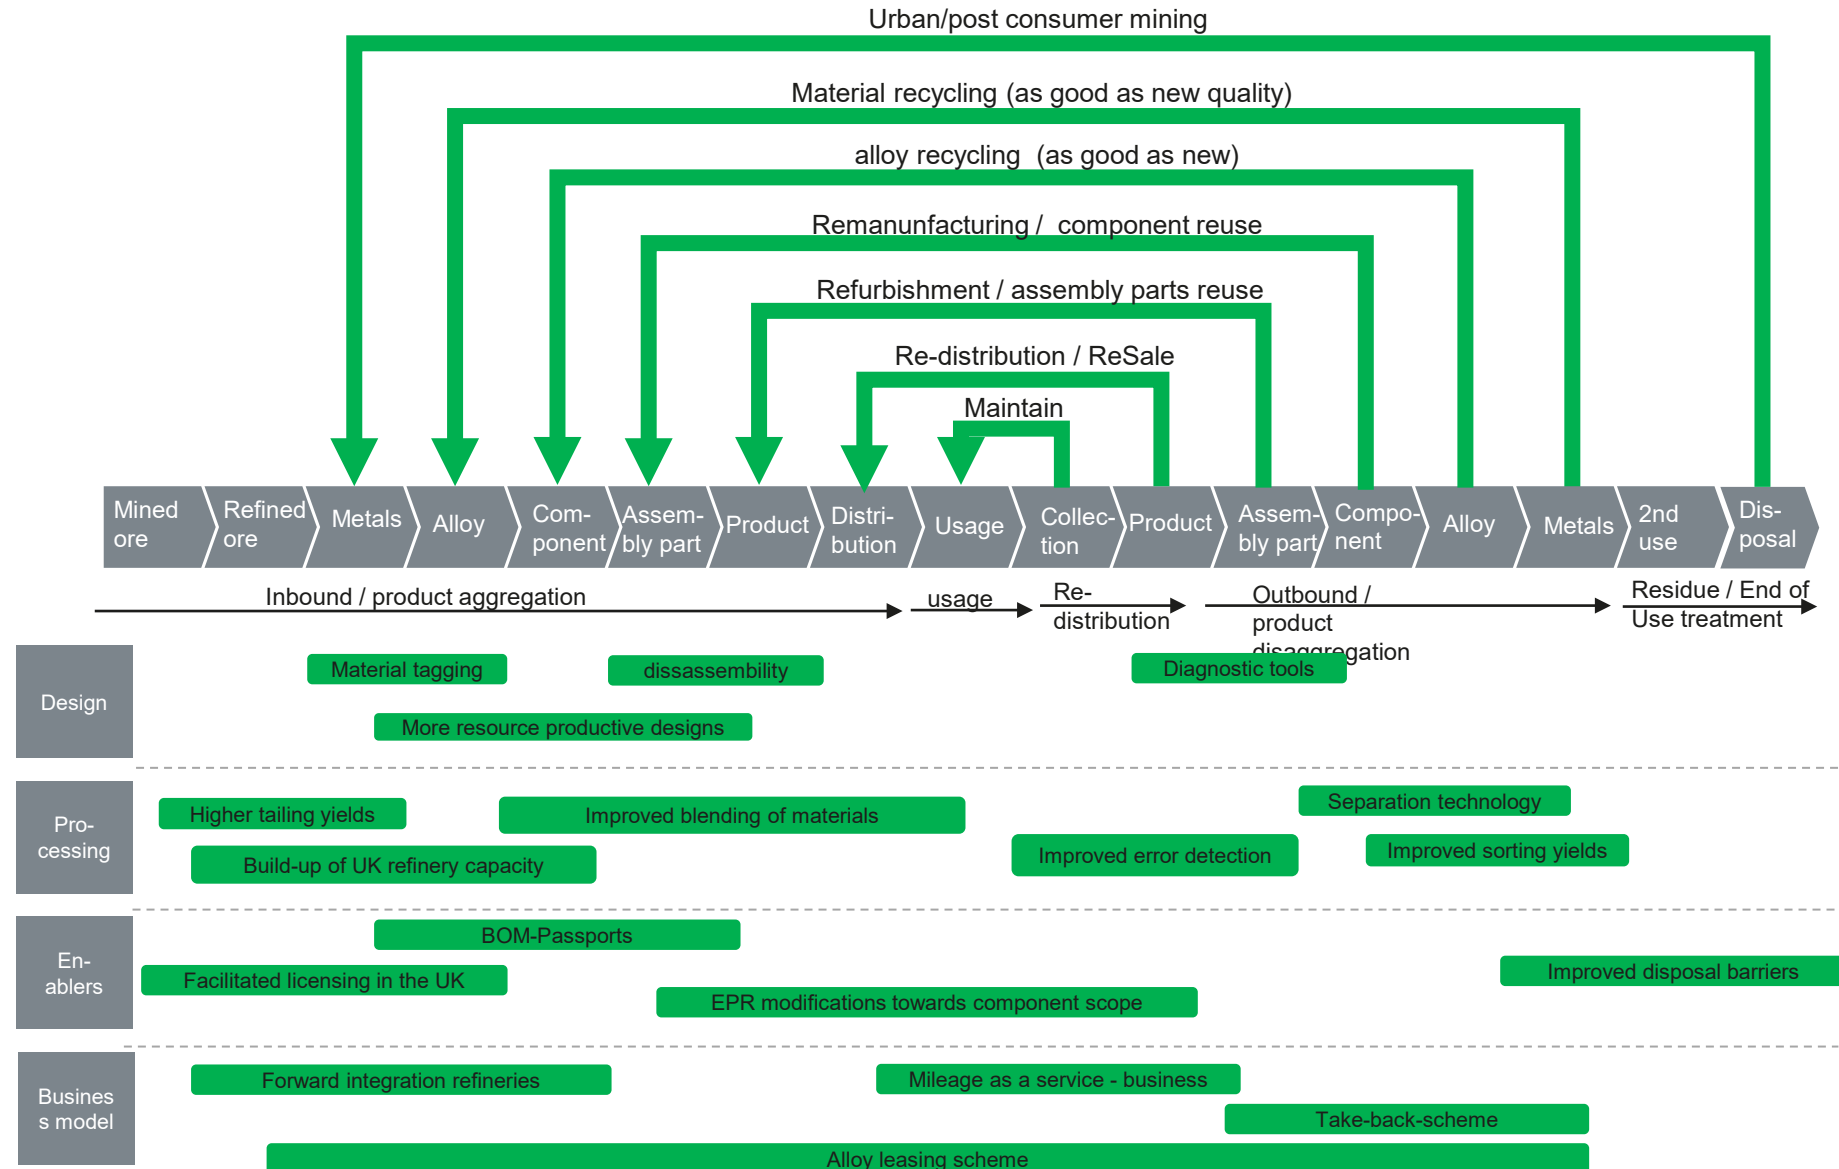 Urban/post consumer mining
Material recycling (as good as new quality)
alloy recycling (as good as new)
Remanunfacturing / component reuse
Refurbishment / assembly parts reuse
Re-distribution / ReSale
Maintain
Mined
ore
Refined
ore
Metals
Alloy
Com-
ponent
Assem-
bly part
Product
Distri-
bution
Usage
Collec-
tion
Product
Assem-
bly part
Compo-
nent
Alloy
Metals
2nd
use
Dis-
posal
Inbound / product aggregation
usage
Re-
distribution
Outbound /
product
disaggregation
Residue / End of
Use treatment
Design
Material tagging
dissassembility
Diagnostic tools
More resource productive designs
Pro-
cessing
Higher tailing yields
Improved blending of materials
Separation technology
Build-up of UK refinery capacity
Improved error detection
Improved sorting yields
En-
ablers
BOM-Passports
Facilitated licensing in the UK
Improved disposal barriers
EPR modifications towards component scope
Busines
s model
Forward integration refineries
Mileage as a service - business
Take-back-scheme
Alloy leasing scheme